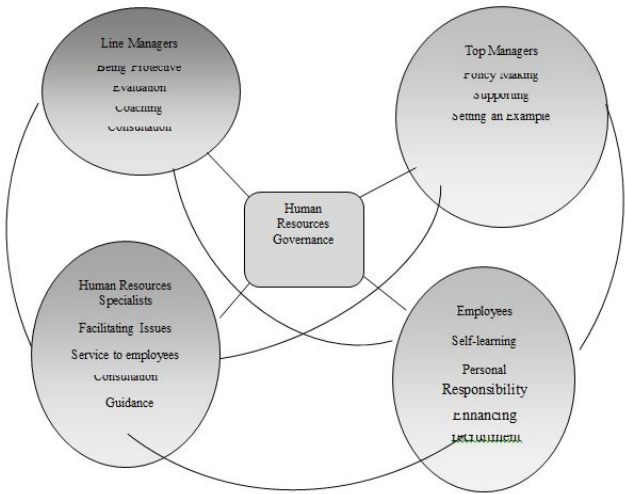 Line Managers
Being Protective
Evaluation
Coaching
Consultation
Top Managers
Policy Making
Supporting
Setting an Example
Human
Resources
Governance
Human Resources
Specialists
Facilitating Issues
Service to employees
Consultation
Guidance
Employees
Self-learning
Personal
Responsibility
Enhancing
recruitment